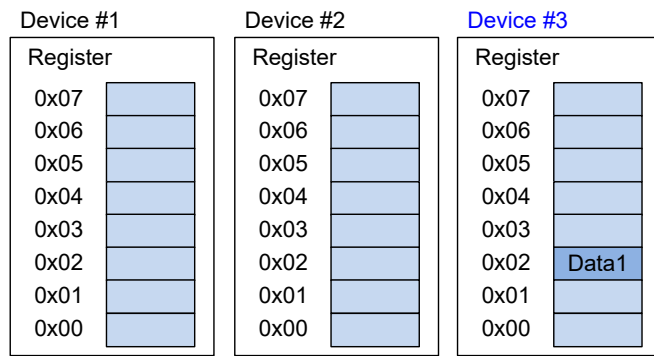 Device #1 Device #2 Device #3
Register Register Register
0x07 0x07 0x07
0x06 0x06 0x06
0x05 0x05 0x05
0x04 0x04 0x04
0x03 0x03 0x03
0x02 0x02 0x02 Data1
0x01 0x01 0x01
0x00 0x00 0x00